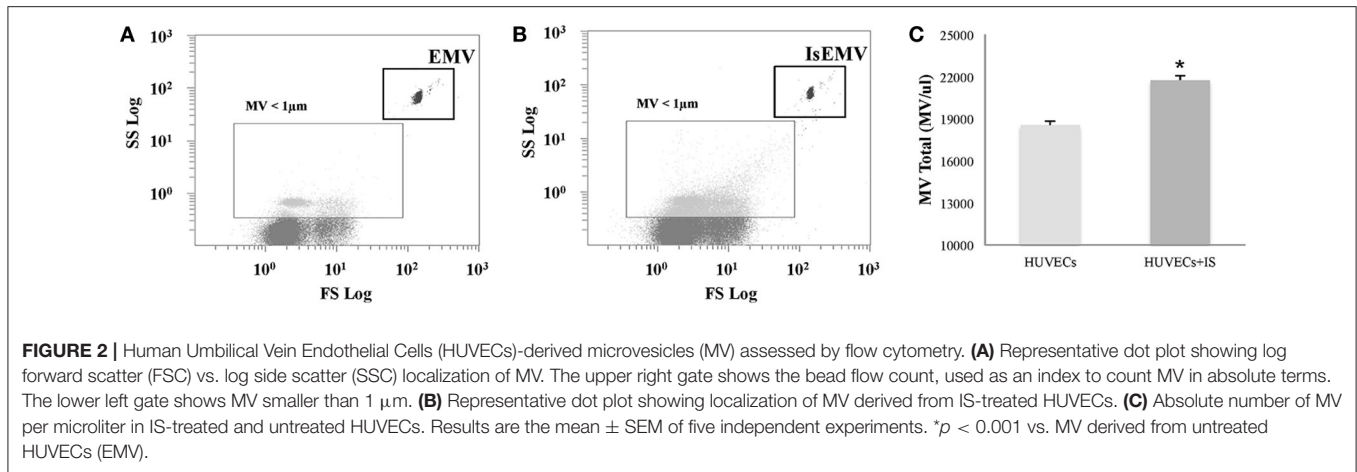 A
10³
10²
10¹
10⁰
SS Log
EMV
MV < 1μm
10⁰
10¹
10²
10³
FS Log
B
10³
10²
10¹
10⁰
SS Log
IsEMV
MV < 1μm
10⁰
10¹
10²
10³
FS Log
C
25000
22000
19000
16000
13000
10000
MV Total (MV/ul)
*
HUVECs
HUVECs+IS
FIGURE 2 | Human Umbilical Vein Endothelial Cells (HUVECs)-derived microvesicles (MV) assessed by flow cytometry. (A) Representative dot plot showing log
forward scatter (FSC) vs. log side scatter (SSC) localization of MV. The upper right gate shows the bead flow count, used as an index to count MV in absolute terms.
The lower left gate shows MV smaller than 1 μm. (B) Representative dot plot showing localization of MV derived from IS-treated HUVECs. (C) Absolute number of MV
per microliter in IS-treated and untreated HUVECs. Results are the mean ± SEM of five independent experiments. *p < 0.001 vs. MV derived from untreated
HUVECs (EMV).